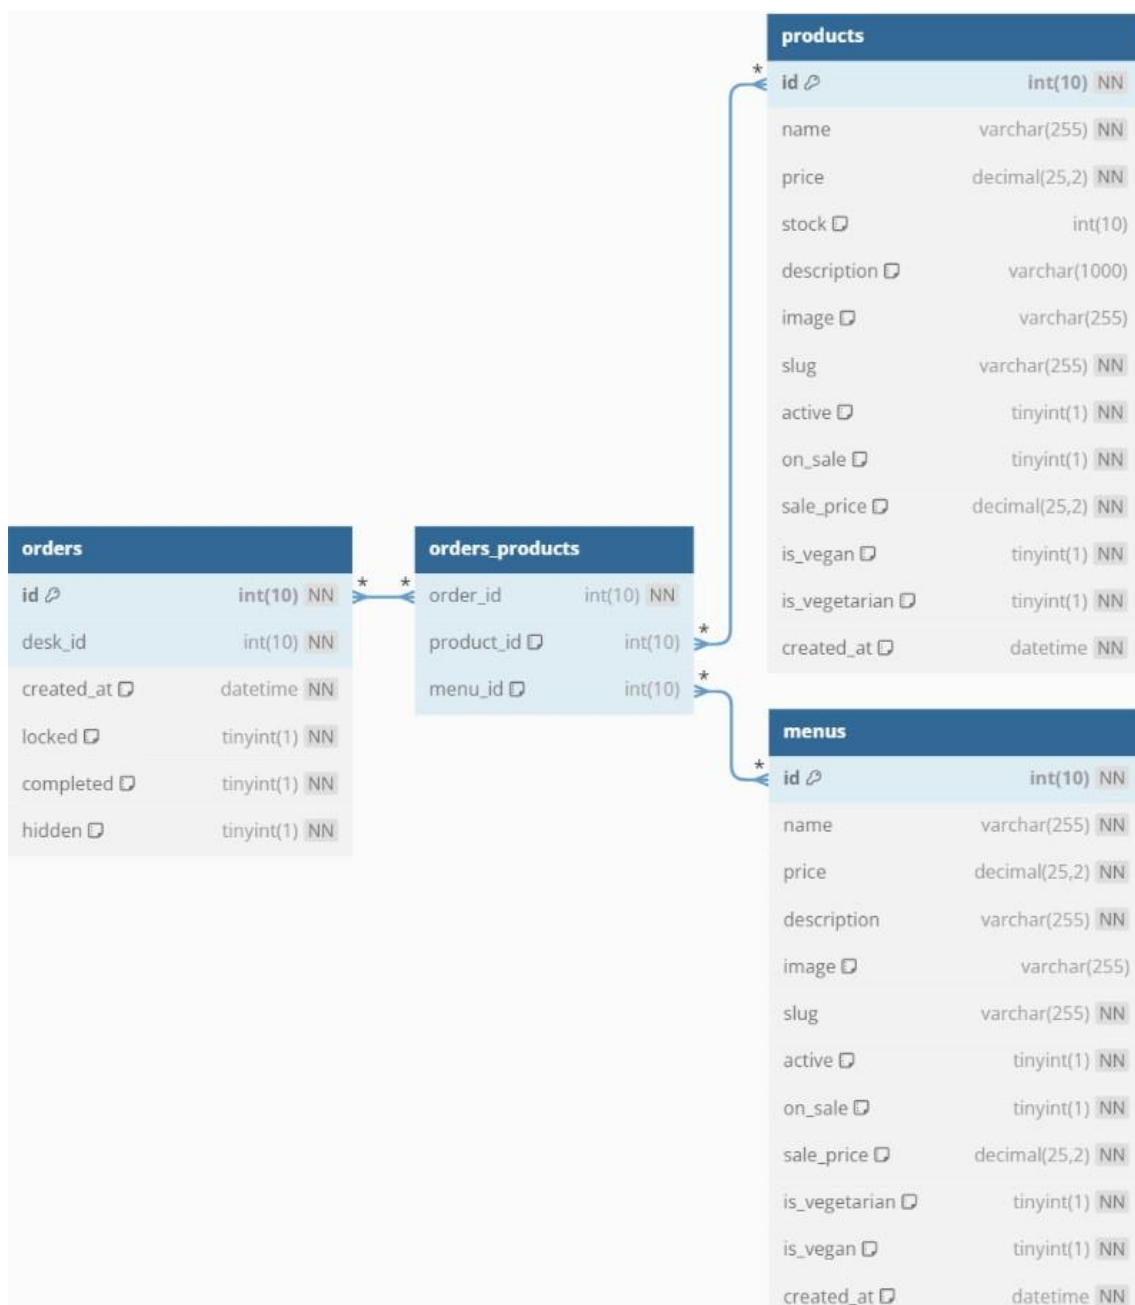 products
id int(10) NN
name varchar(255) NN
price decimal(25,2) NN
stock int(10)
description varchar(1000)
image varchar(255)
slug varchar(255) NN
active tinyint(1) NN
on_sale tinyint(1) NN
sale_price decimal(25,2) NN
is_vegan tinyint(1) NN
is_vegetarian tinyint(1) NN
created_at datetime NN
orders
id int(10) NN
desk_id int(10) NN
created_at datetime NN
locked tinyint(1) NN
completed tinyint(1) NN
hidden tinyint(1) NN
orders_products
order_id int(10) NN
product_id int(10)
menu_id int(10)
menus
id int(10) NN
name varchar(255) NN
price decimal(25,2) NN
description varchar(255) NN
image varchar(255)
slug varchar(255) NN
active tinyint(1) NN
on_sale tinyint(1) NN
sale_price decimal(25,2) NN
is_vegetarian tinyint(1) NN
is_vegan tinyint(1) NN
created_at datetime NN
* * * * * *